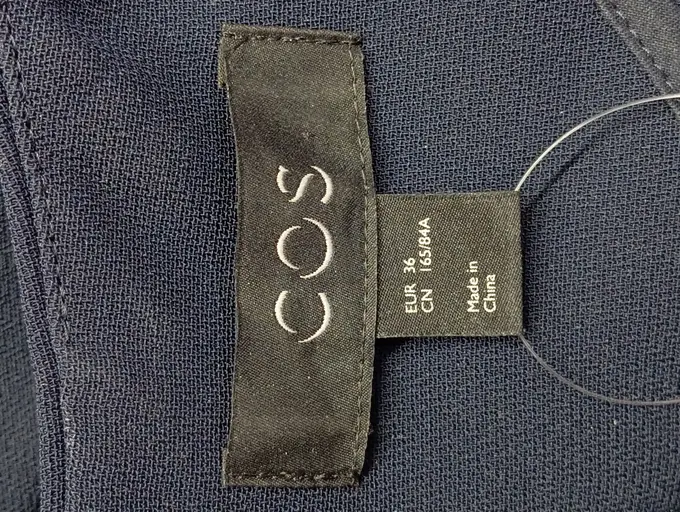 COS
EUR 36
CN 165/84A
Made in
China